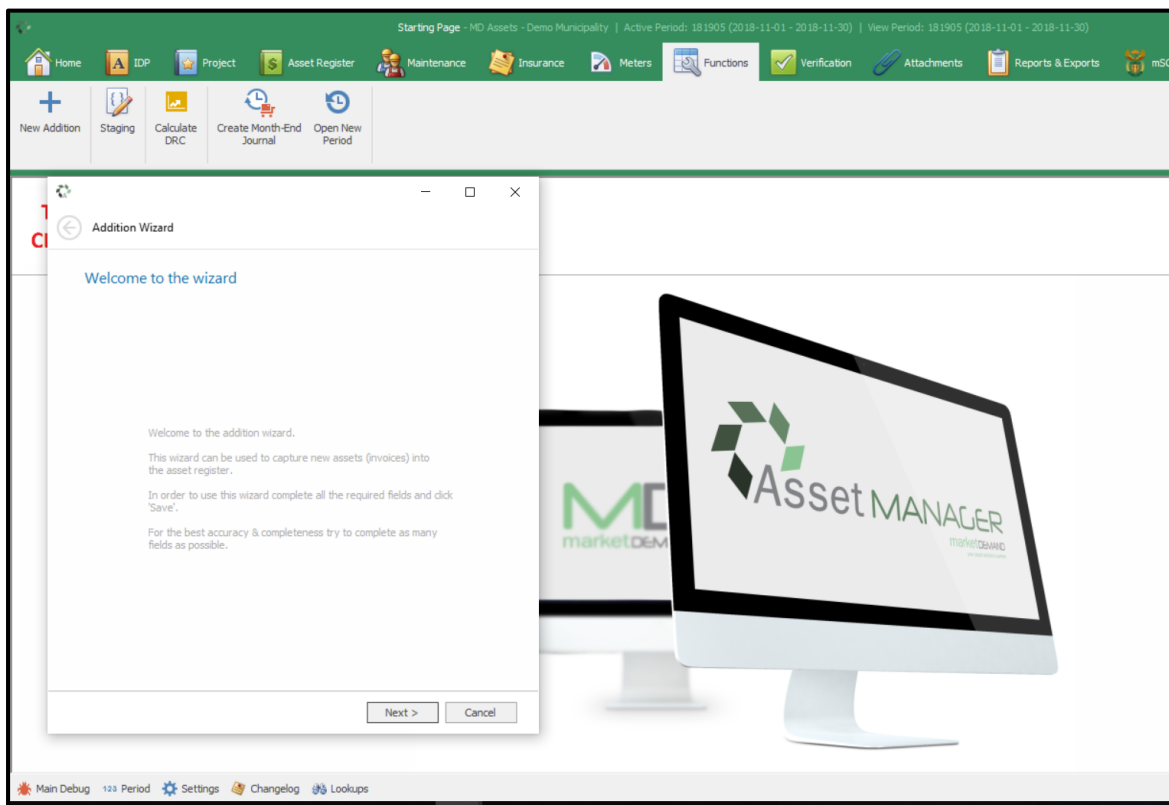 Starting Page - MD Assets - Demo Municipality | Active Period: 181905 (2018-11-01 - 2018-11-30) | View Period: 181905 (2018-11-01 - 2018-11-30)
Home IDP Project Asset Register Maintenance Insurance Meters Functions Verification Attachments Reports & Exports mSC
New Addition Staging Calculate DRC Create Month-End Journal Open New Period
Addition Wizard
Welcome to the wizard
Welcome to the addition wizard.
This wizard can be used to capture new assets (invoices) into
the asset register.
In order to use this wizard complete all the required fields and click
'Save'.
For the best accuracy & completeness try to complete as many
fields as possible.
Next > Cancel
MD
marketDEM
Asset MANAGER
marketDEMAND
Main Debug 123 Period Settings Changelog Lookups